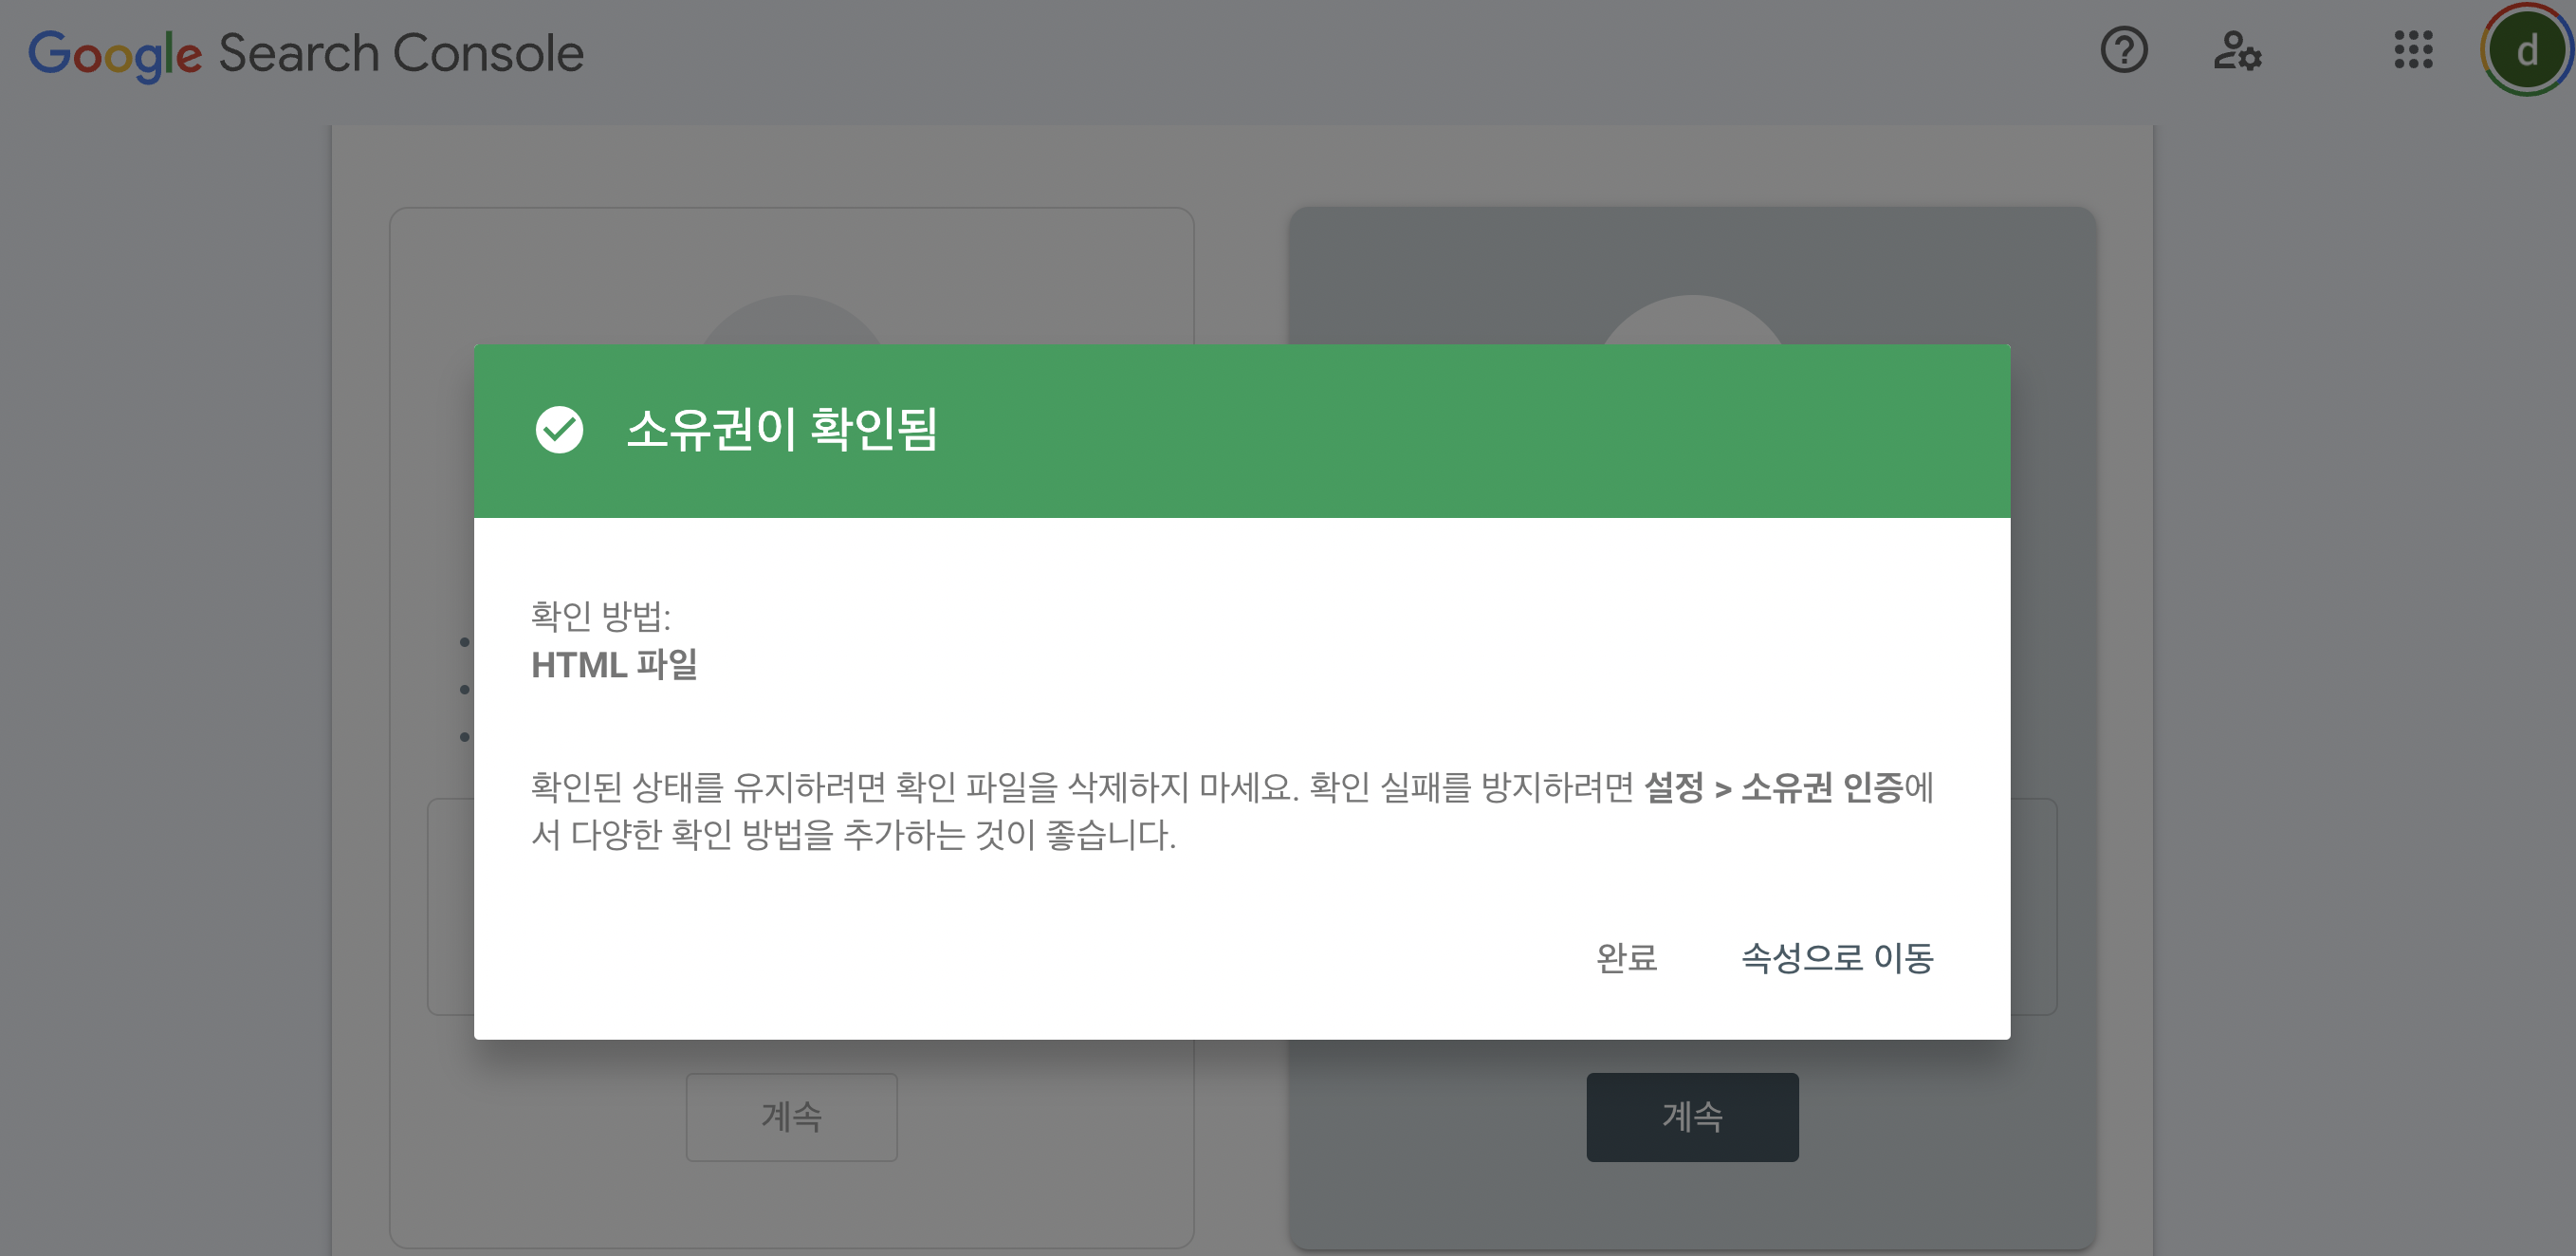 Google Search Console
d
소유권이 확인됨
확인 방법:
HTML 파일
확인된 상태를 유지하려면 확인 파일을 삭제하지 마세요. 확인 실패를 방지하려면 설정 > 소유권 인증에
서 다양한 확인 방법을 추가하는 것이 좋습니다.
완료 속성으로 이동
계속 계속